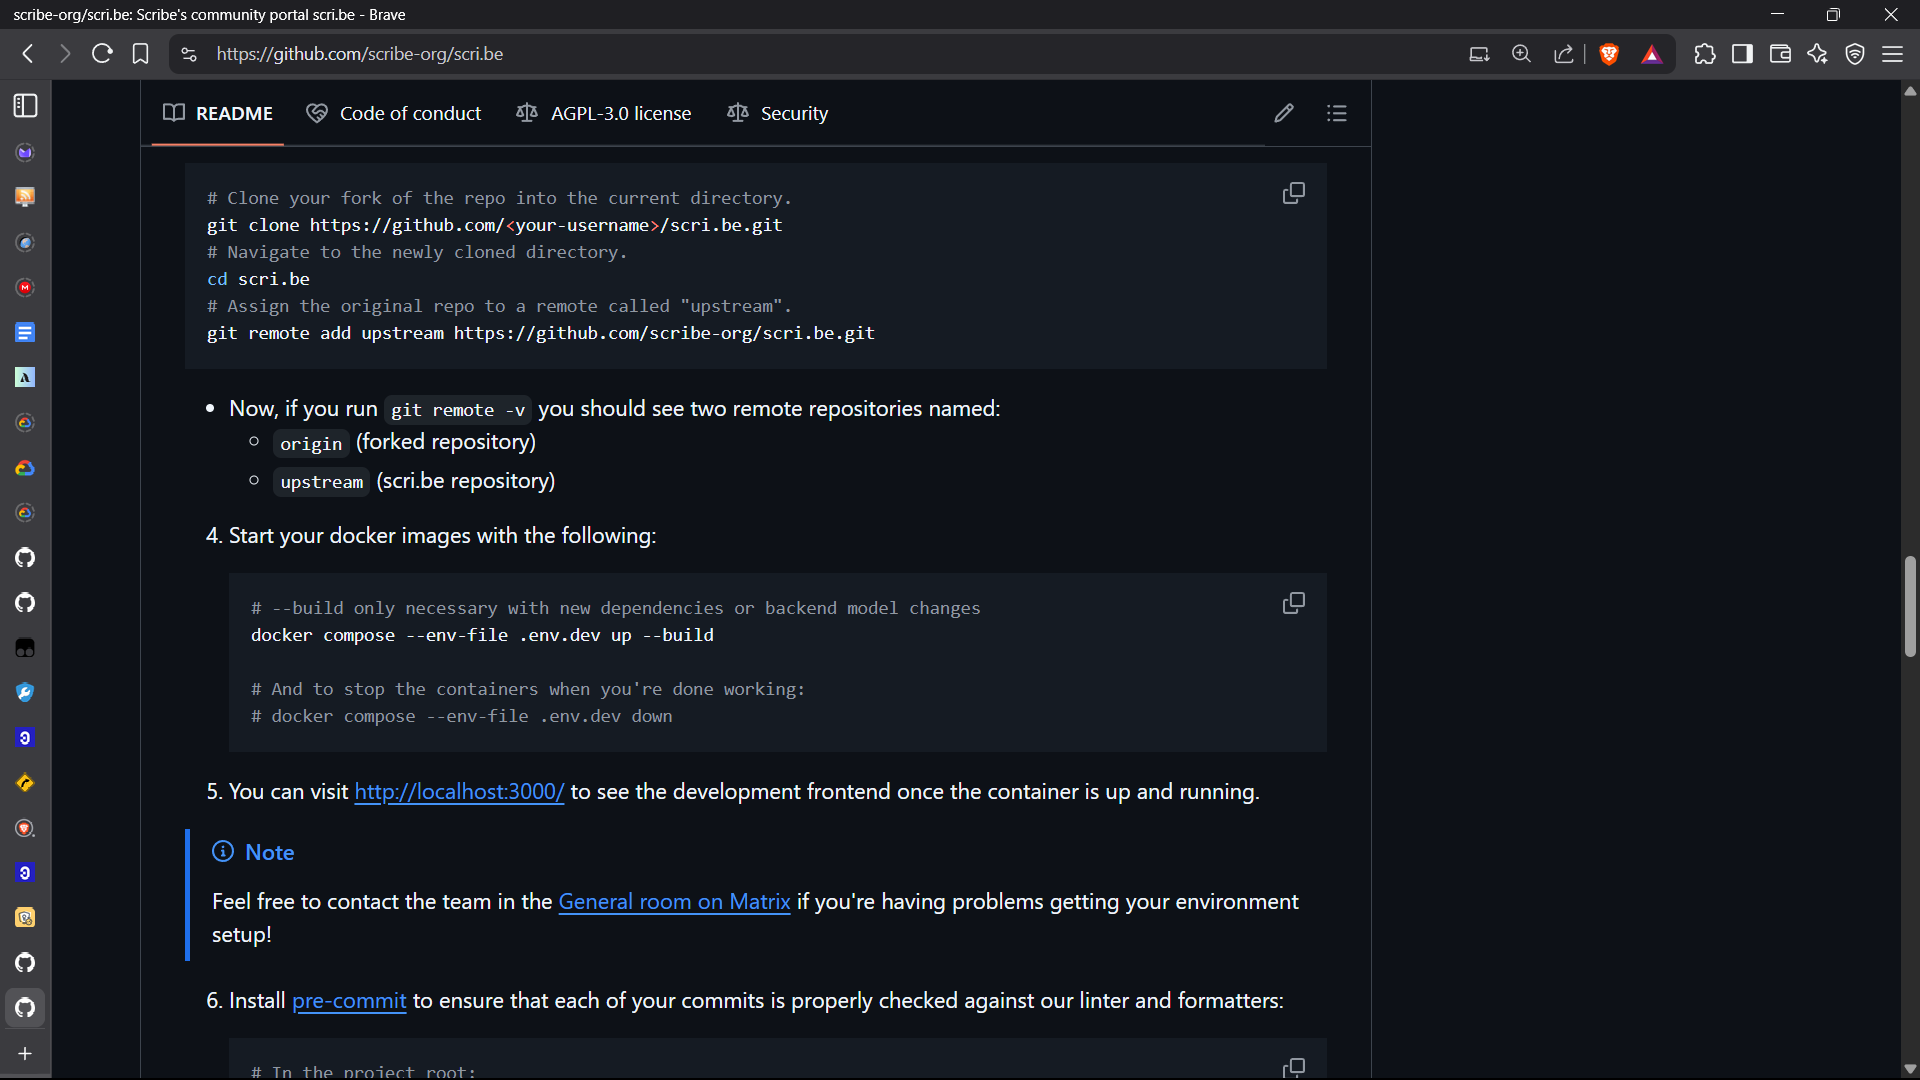 scribe-org/scri.be: Scribe's community portal scri.be - Brave
https://github.com/scribe-org/scri.be
README
Code of conduct
AGPL-3.0 license
Security
# Clone your fork of the repo into the current directory.
git clone https://github.com/<your-username>/scri.be.git
# Navigate to the newly cloned directory.
cd scri.be
# Assign the original repo to a remote called "upstream".
git remote add upstream https://github.com/scribe-org/scri.be.git
Now, if you run git remote -v you should see two remote repositories named:
origin (forked repository)
upstream (scri.be repository)
4. Start your docker images with the following:
# --build only necessary with new dependencies or backend model changes
docker compose --env-file .env.dev up --build
# And to stop the containers when you're done working:
# docker compose --env-file .env.dev down
5. You can visit http://localhost:3000/ to see the development frontend once the container is up and running.
Note
Feel free to contact the team in the General room on Matrix if you're having problems getting your environment
setup!
6. Install pre-commit to ensure that each of your commits is properly checked against our linter and formatters:
# In the project root: